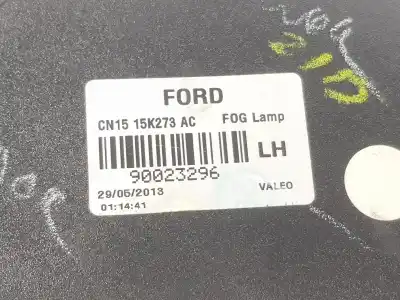 FORD
CN15 15K273 AC FOG Lamp
LH
90023296
29/05/2013 VALEO
01:14:41